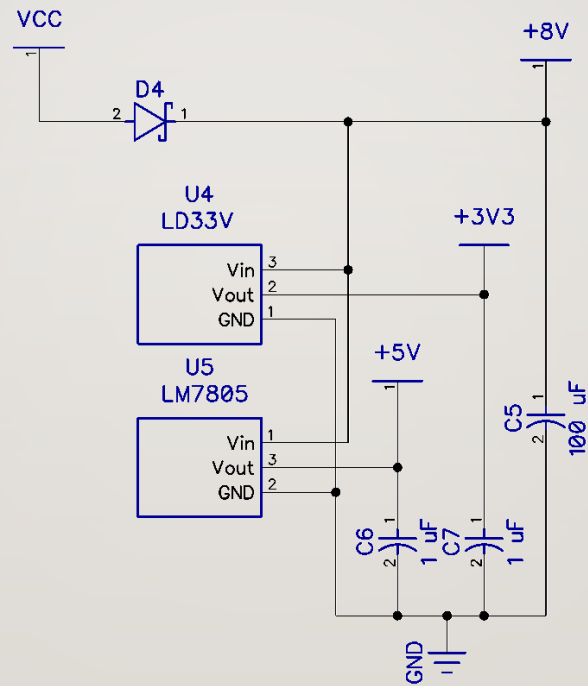 VCC
1
+8V
1
D4
2
1
U4
LD33V
+3V3
Vin
3
Vout
2
GND
1
U5
LM7805
+5V
1
Vin
1
Vout
3
GND
2
C5
1
2
100 uF
C6
1
2
1 uF
C7
1
2
1 uF
GND